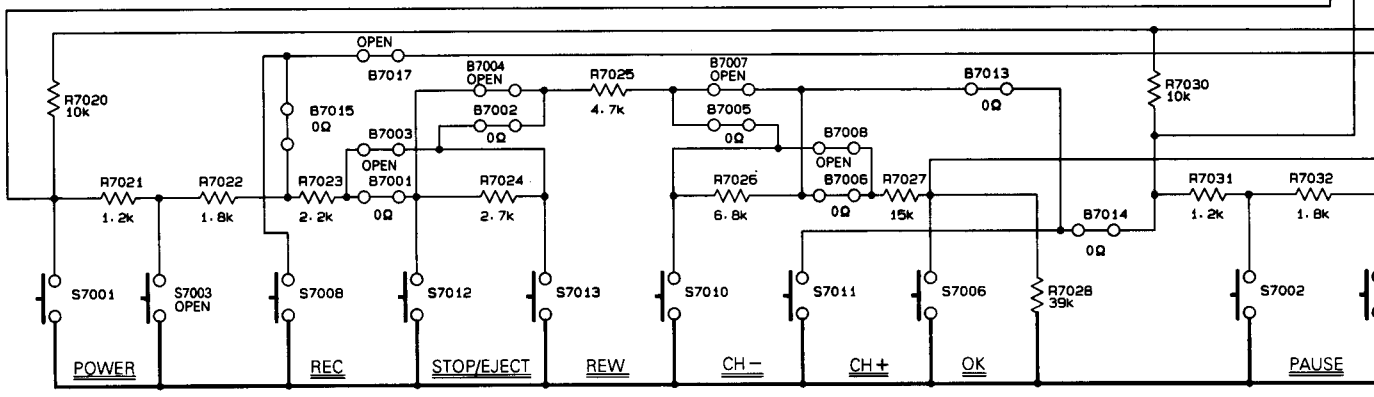 OPEN
B7017
B7004
OPEN
R7025
4.7k
B7007
OPEN
B7013
0Ω
R7020
10k
R7030
10k
B7015
0Ω
B7002
0Ω
B7005
0Ω
B7003
OPEN
B7008
OPEN
R7021
1.2k
R7022
1.8k
R7023
2.2k
B7001
0Ω
R7024
2.7k
R7026
6.8k
B7006
0Ω
R7027
15k
R7031
1.2k
R7032
1.8k
B7014
0Ω
S7001
S7003
OPEN
S7008
S7012
S7013
S7010
S7011
S7006
R7028
39k
S7002
POWER
REC
STOP/EJECT
REW
CH-
CH+
OK
PAUSE